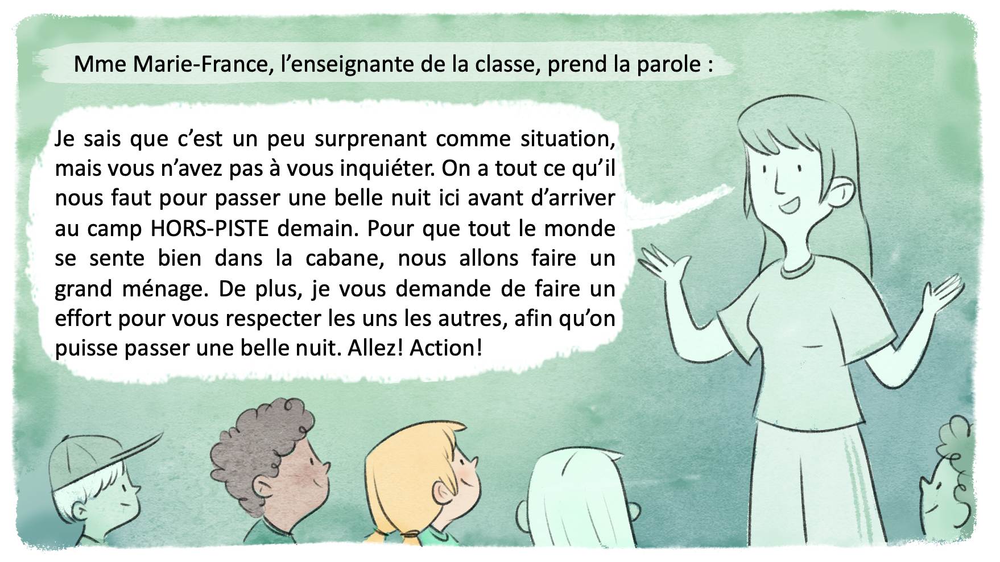 Mme Marie-France, l’enseignante de la classe, prend la parole :
Je sais que c’est un peu surprenant comme situation,
mais vous n’avez pas à vous inquiéter. On a tout ce qu’il
nous faut pour passer une belle nuit ici avant d’arriver
au camp HORS-PISTE demain. Pour que tout le monde
se sente bien dans la cabane, nous allons faire un
grand ménage. De plus, je vous demande de faire un
effort pour vous respecter les uns les autres, afin qu’on
puisse passer une belle nuit. Allez! Action!